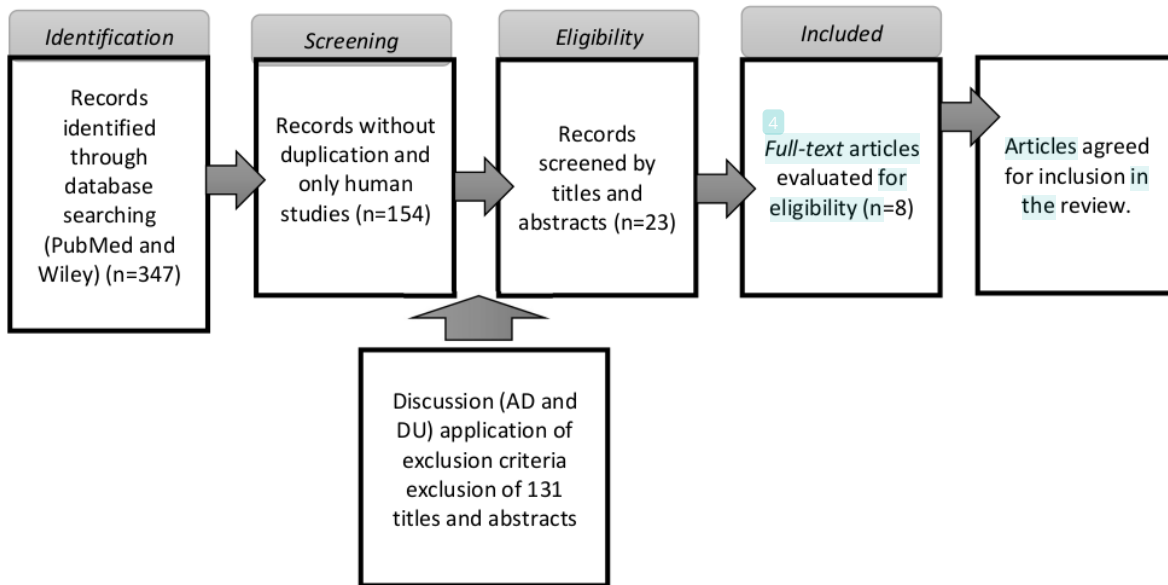 Identification
Records
identified
through
database
searching
(PubMed and
Wiley) (n=347)
Screening
Records without
duplication and
only human
studies (n=154)
Eligibility
Records
screened by
titles and
abstracts (n=23)
Included
4
Full-text articles
evaluated for
eligibility (n=8)
Articles agreed
for inclusion in
the review.
Discussion (AD and
DU) application of
exclusion criteria
exclusion of 131
titles and abstracts